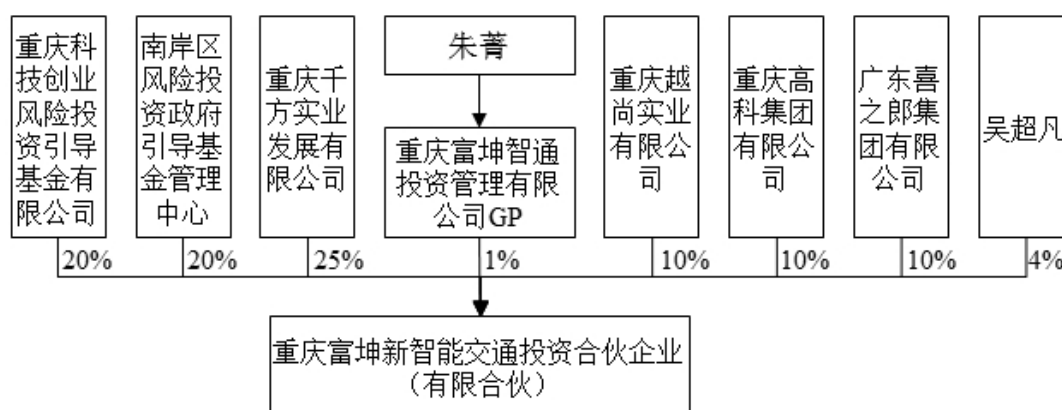 重庆科
技创业
风险投
资引导
基金有
限公司
南岸区
风险投
资政府
引导基
金管理
中心
重庆千
方实业
发展有
限公司
朱菁
重庆富坤智通
投资管理有限
公司GP
重庆越
尚实业
有限公
司
重庆高
科集团
有限公
司
广东喜
之郎集
团有限
公司
吴超凡
20%
20%
25%
1%
10%
10%
10%
4%
重庆富坤新智能交通投资合伙企业
（有限合伙）